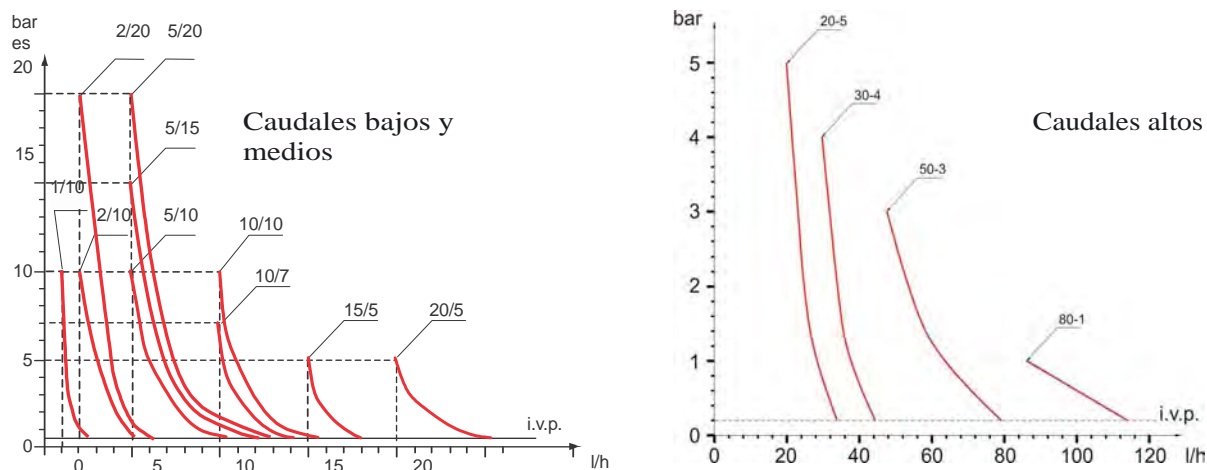 bar
es
20
15
10
5
0
2/20 5/20
5/15
1/10
2/10
5/10
10/10
10/7
15/5
20/5
Caudales bajos y
medios
i.v.p.
0 5 10 15 20 l/h
bar
5
4
3
2
1
0
20-5
30-4
50-3
80-1
Caudales altos
i.v.p.
0 20 40 60 80 100 120 l/h